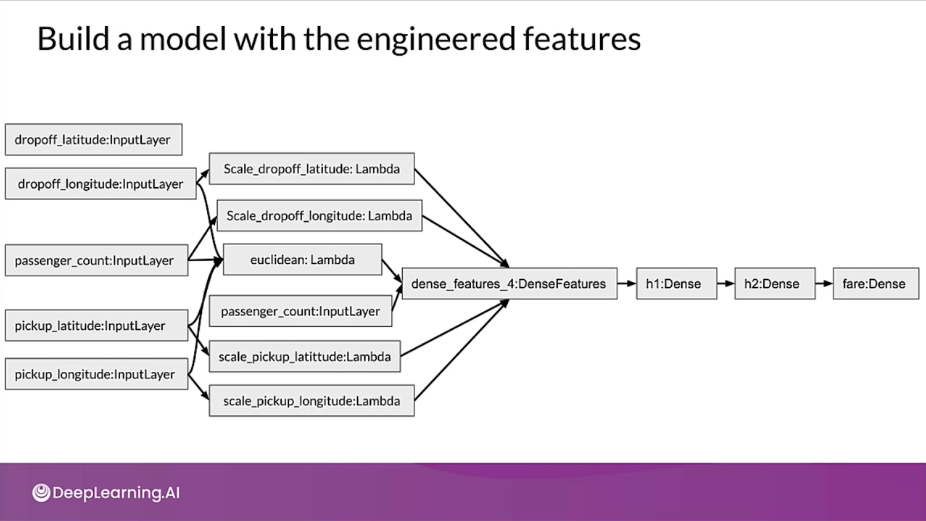 Build a model with the engineered features
dropoff_latitude:InputLayer
dropoff_longitude:InputLayer
passenger_count:InputLayer
pickup_latitude:InputLayer
pickup_longitude:InputLayer
Scale_dropoff_latitude: Lambda
Scale_dropoff_longitude: Lambda
euclidean: Lambda
passenger_count:InputLayer
scale_pickup_latittude:Lambda
scale_pickup_longitude:Lambda
dense_features_4:DenseFeatures
h1:Dense
h2:Dense
fare:Dense
DeepLearning.AI